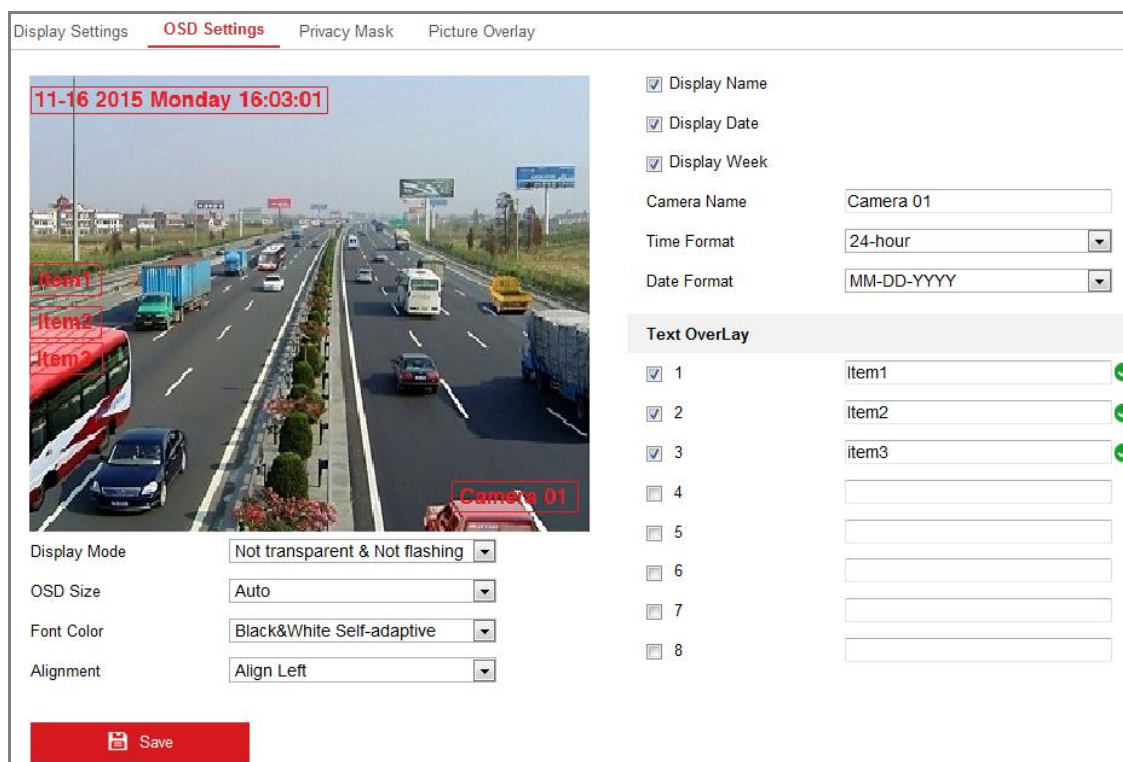 Display Settings OSD Settings Privacy Mask Picture Overlay
11-16 2015 Monday 16:03:01
Item1
Item2
Item3
Camera 01
Display Mode Not transparent & Not flashing
OSD Size Auto
Font Color Black&White Self-adaptive
Alignment Align Left
Save
Display Name
Display Date
Display Week
Camera Name Camera 01
Time Format 24-hour
Date Format MM-DD-YYYY
Text OverLay
1 Item1
2 Item2
3 item3
4
5
6
7
8